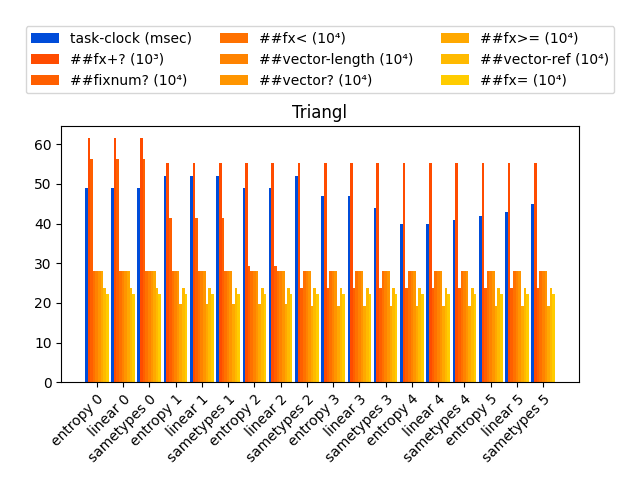 task-clock (msec) ##fx< (10⁴) ##fx>= (10⁴)
##fx+? (10³) ##vector-length (10⁴) ##vector-ref (10⁴)
##fixnum? (10⁴) ##vector? (10⁴) ##fx= (10⁴)
Triangl
60
50
40
30
20
10
0
entropy 0
linear 0
sametypes 0
entropy 1
linear 1
sametypes 1
entropy 2
linear 2
sametypes 2
entropy 3
linear 3
sametypes 3
entropy 4
linear 4
sametypes 4
entropy 5
linear 5
sametypes 5